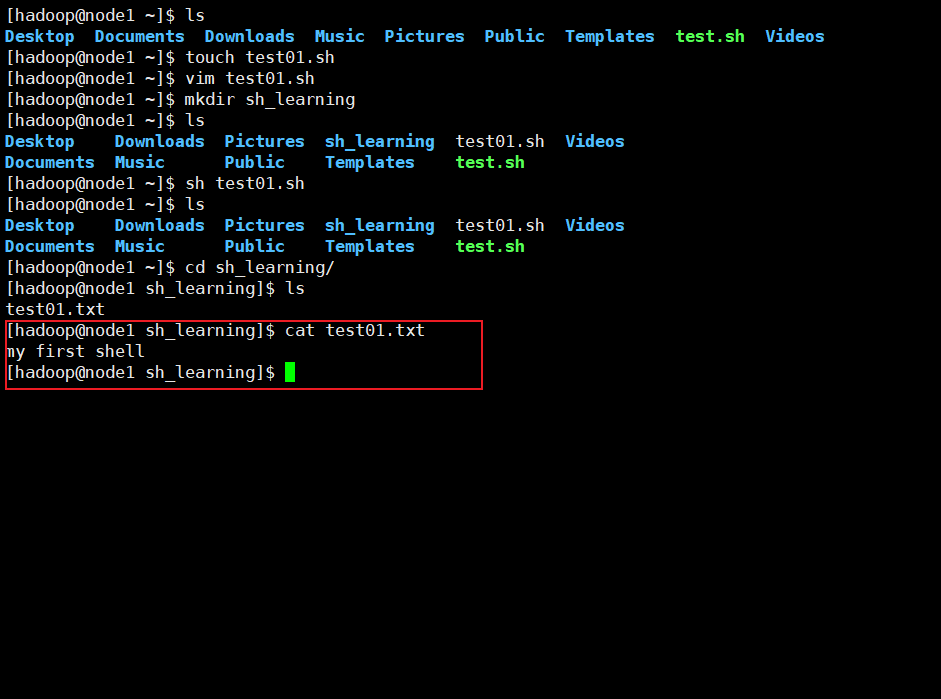 [hadoop@node1 ~]$ ls
Desktop  Documents  Downloads  Music  Pictures  Public  Templates  test.sh  Videos
[hadoop@node1 ~]$ touch test01.sh
[hadoop@node1 ~]$ vim test01.sh
[hadoop@node1 ~]$ mkdir sh_learning
[hadoop@node1 ~]$ ls
Desktop    Downloads  Pictures  sh_learning  test01.sh  Videos
Documents  Music      Public    Templates    test.sh
[hadoop@node1 ~]$ sh test01.sh
[hadoop@node1 ~]$ ls
Desktop    Downloads  Pictures  sh_learning  test01.sh  Videos
Documents  Music      Public    Templates    test.sh
[hadoop@node1 ~]$ cd sh_learning/
[hadoop@node1 sh_learning]$ ls
test01.txt
[hadoop@node1 sh_learning]$ cat test01.txt
my first shell
[hadoop@node1 sh_learning]$